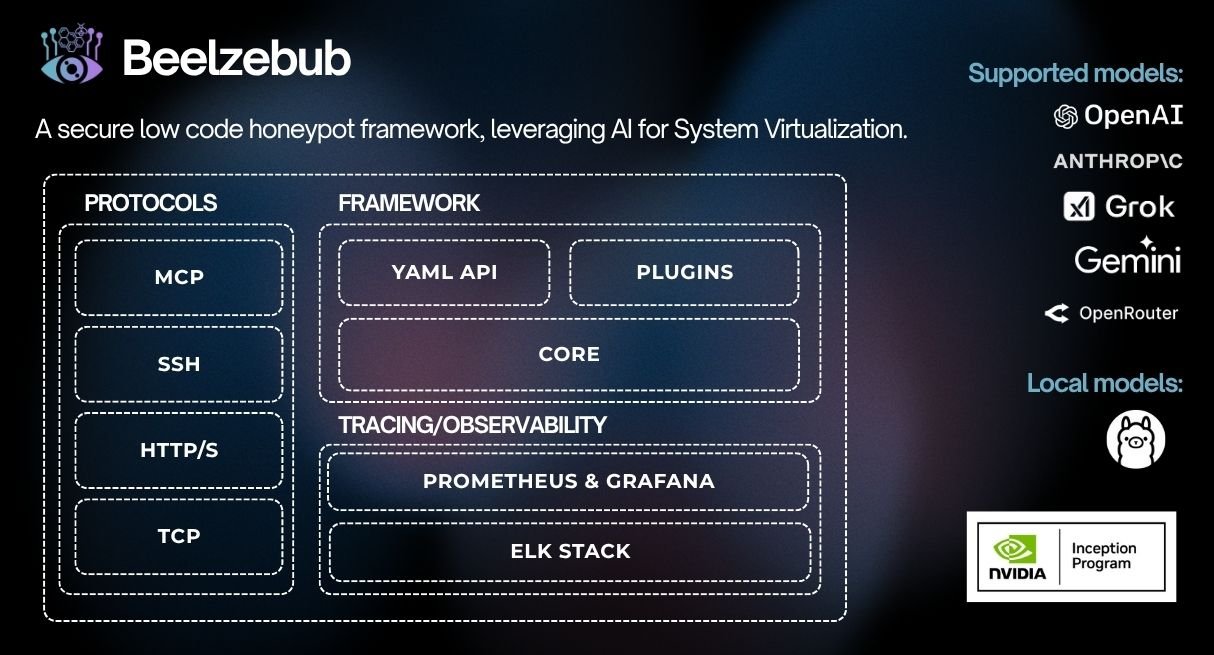 Beelzebub
A secure low code honeypot framework, leveraging AI for System Virtualization.
PROTOCOLS
MCP
SSH
HTTP/S
TCP
FRAMEWORK
YAML API
PLUGINS
CORE
TRACING/OBSERVABILITY
PROMETHEUS & GRAFANA
ELK STACK
Supported models:
OpenAI
ANTHROP\C
Grok
Gemini
OpenRouter
Local models:
NVIDIA
Inception
Program